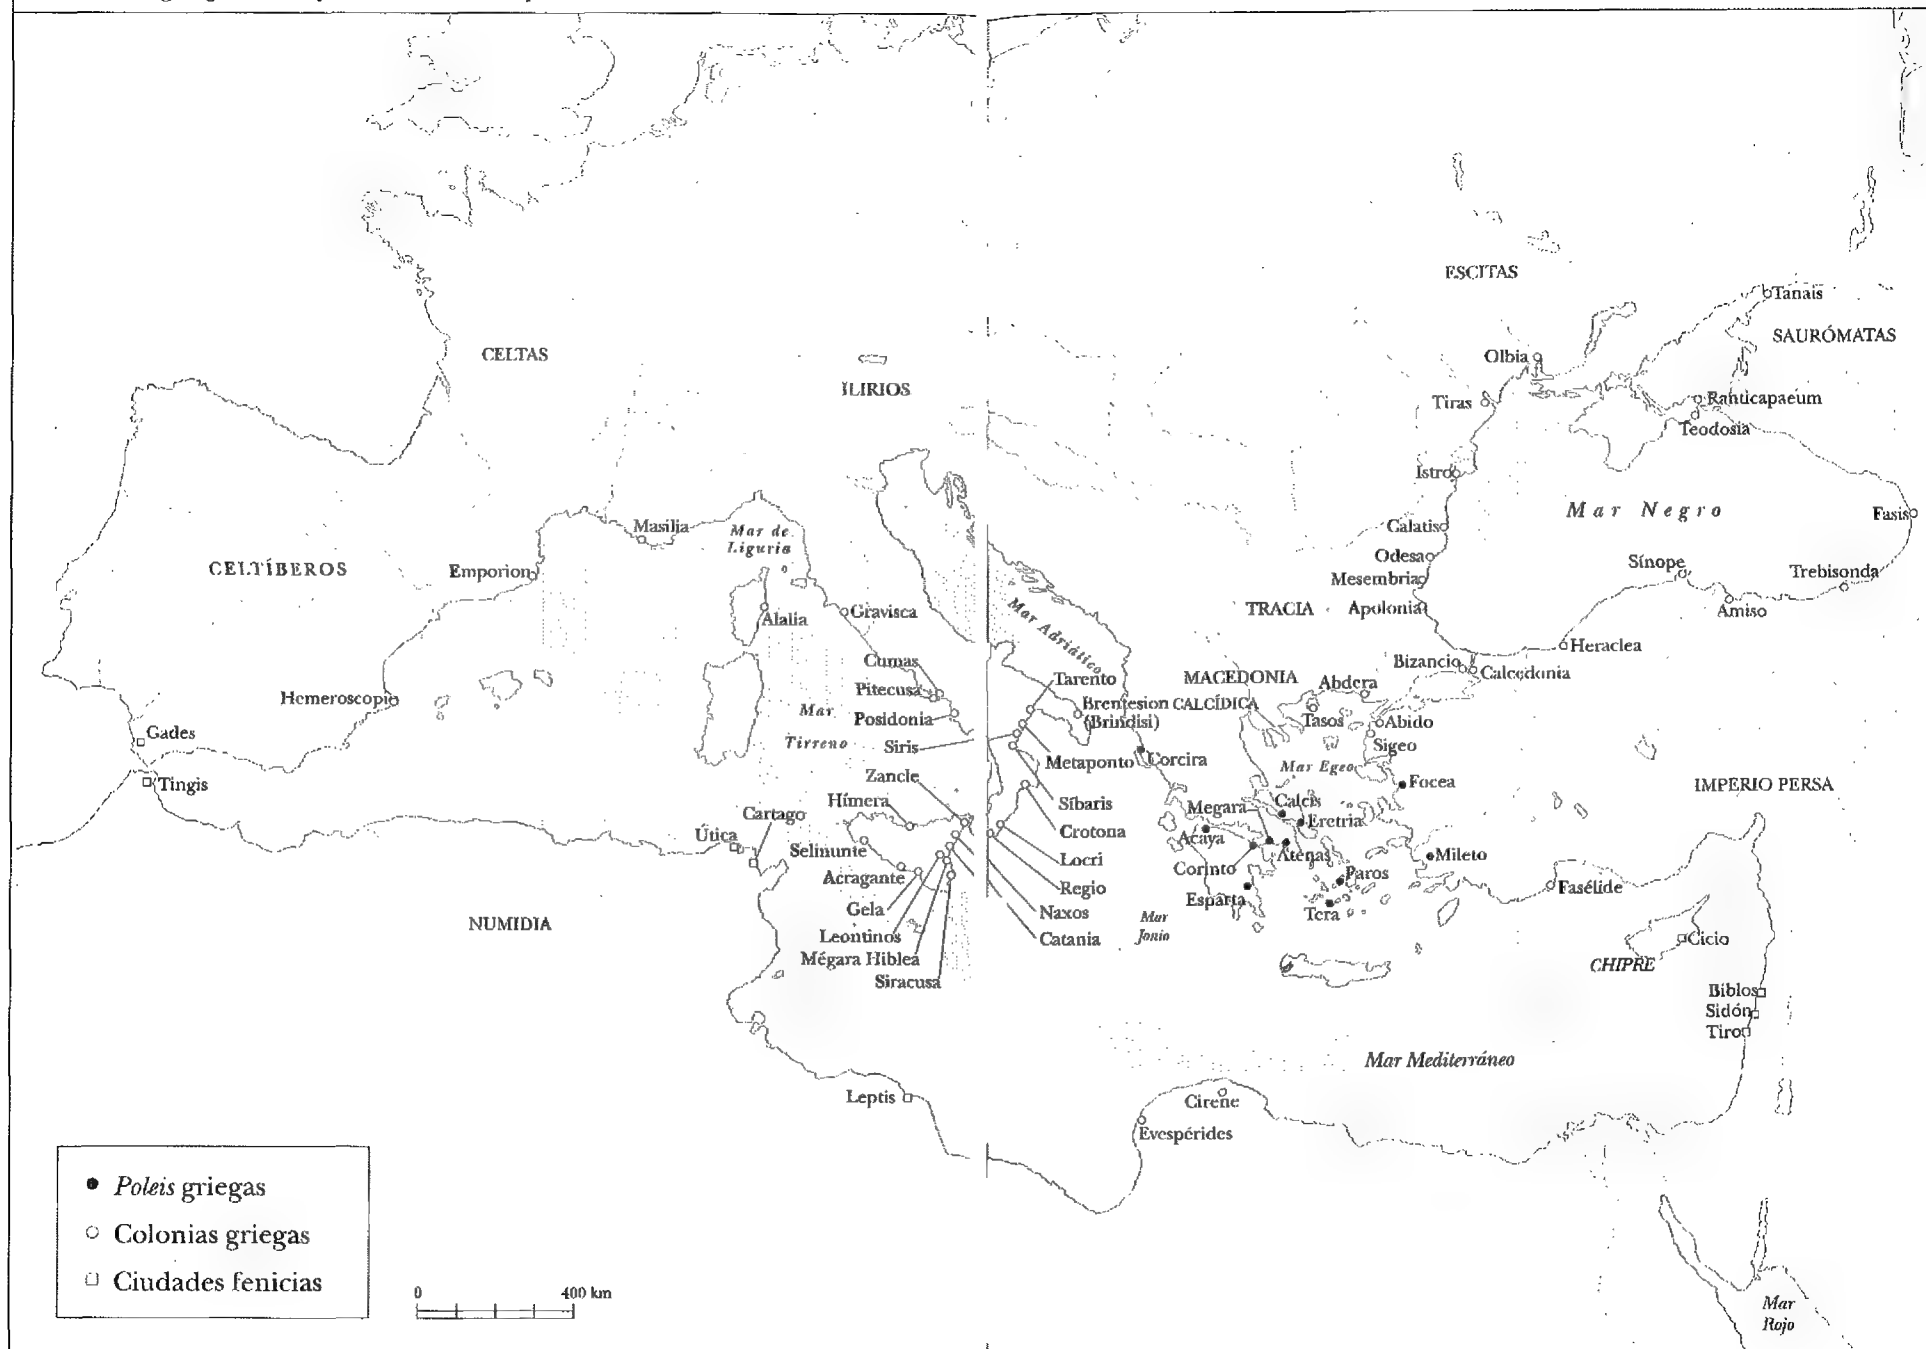 ESCITAS
Tanais
SAURÓMATAS
CELTAS
Olbia
ILIRIOS
Tiras
Ranticapaeum
Teodosia
Istro
Mar Negro
Fasis
Masilia
Mar de
Liguria
Calatis
CELTÍBEROS
Emporion
Odesa
Mesembria
Sínope
Trebisonda
Alalia
Gravisca
Mar Adriático
TRACIA
Apolonia
Amiso
Heraclea
Cumas
Bizancio
Calcedonia
Tarento
MACEDONIA
Abdera
Hemeroscopio
Pitecusa
Mar
Tirreno
Posidonia
Brentesion
(Brindisi)
CALCÍDICA
Tasos
Abido
Gades
Siris
Sigeo
Metaponto
Corcira
Mar Egeo
Tingis
Zancle
Focea
IMPERIO PERSA
Hímera
Síbaris
Megara
Calcis
Cartago
Eretria
Útica
Crotona
Acaya
Selinunte
Locri
Corinto
Atenas
Mileto
Acragante
Regio
Paros
Fasélide
Esparta
Gela
Naxos
Tera
Mar
Jonio
NUMIDIA
Leontinos
Catania
Cicio
Mégara Hiblea
CHIPRE
Siracusa
Biblos
Sidón
Tiro
Mar Mediterráneo
Leptis
Cirene
Evespérides
Poleis griegas
Colonias griegas
Ciudades fenicias
0 400 km
Mar
Rojo